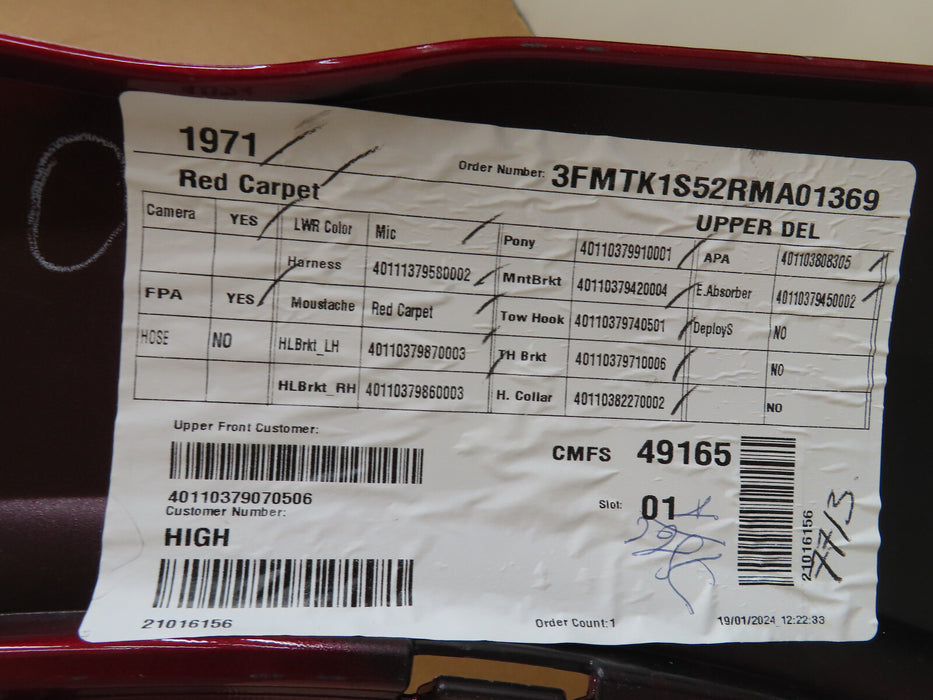 1971
Order Number: 3FMTK1S52RMA01369
Red Carpet
UPPER DEL
Camera YES LWR Color Mic Pony 40110379910001 APA 401103808305
Harness 40111379580002 MntBrkt 40110379420004 E.Absorber 40110379450002
FPA YES Moustache Red Carpet Tow Hook 40110379740501 DeployS NO
HOSE NO HLBrkt_LH 40110379870003 TH Brkt 40110379710006 NO
HLBrkt_RH 40110379860003 H. Collar 40110382270002 NO
Upper Front Customer:
CMFS 49165
40110379070506
Customer Number:
Slot: 01
HIGH
21016156
7713
21016156
Order Count:1
19/01/2024 12:22:33